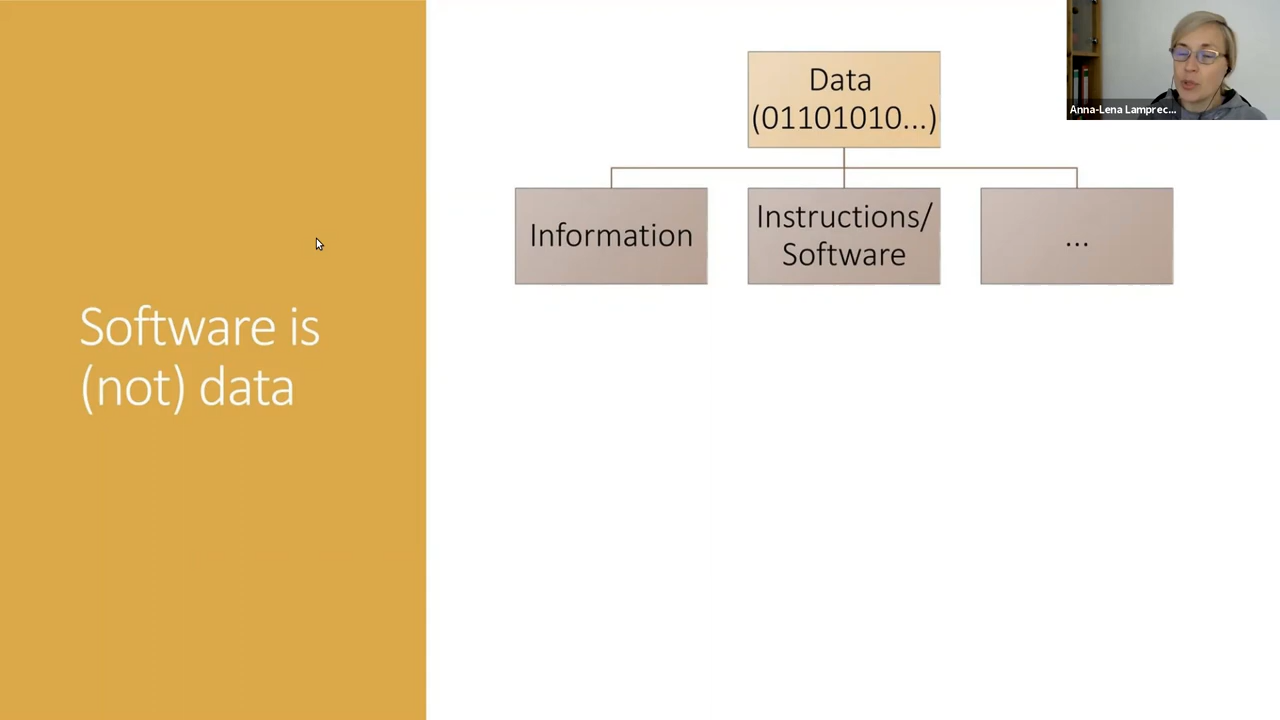 Data
(01101010...)
Anna-Lena Lamprec...
Information
Instructions/
Software
...
Software is
(not) data